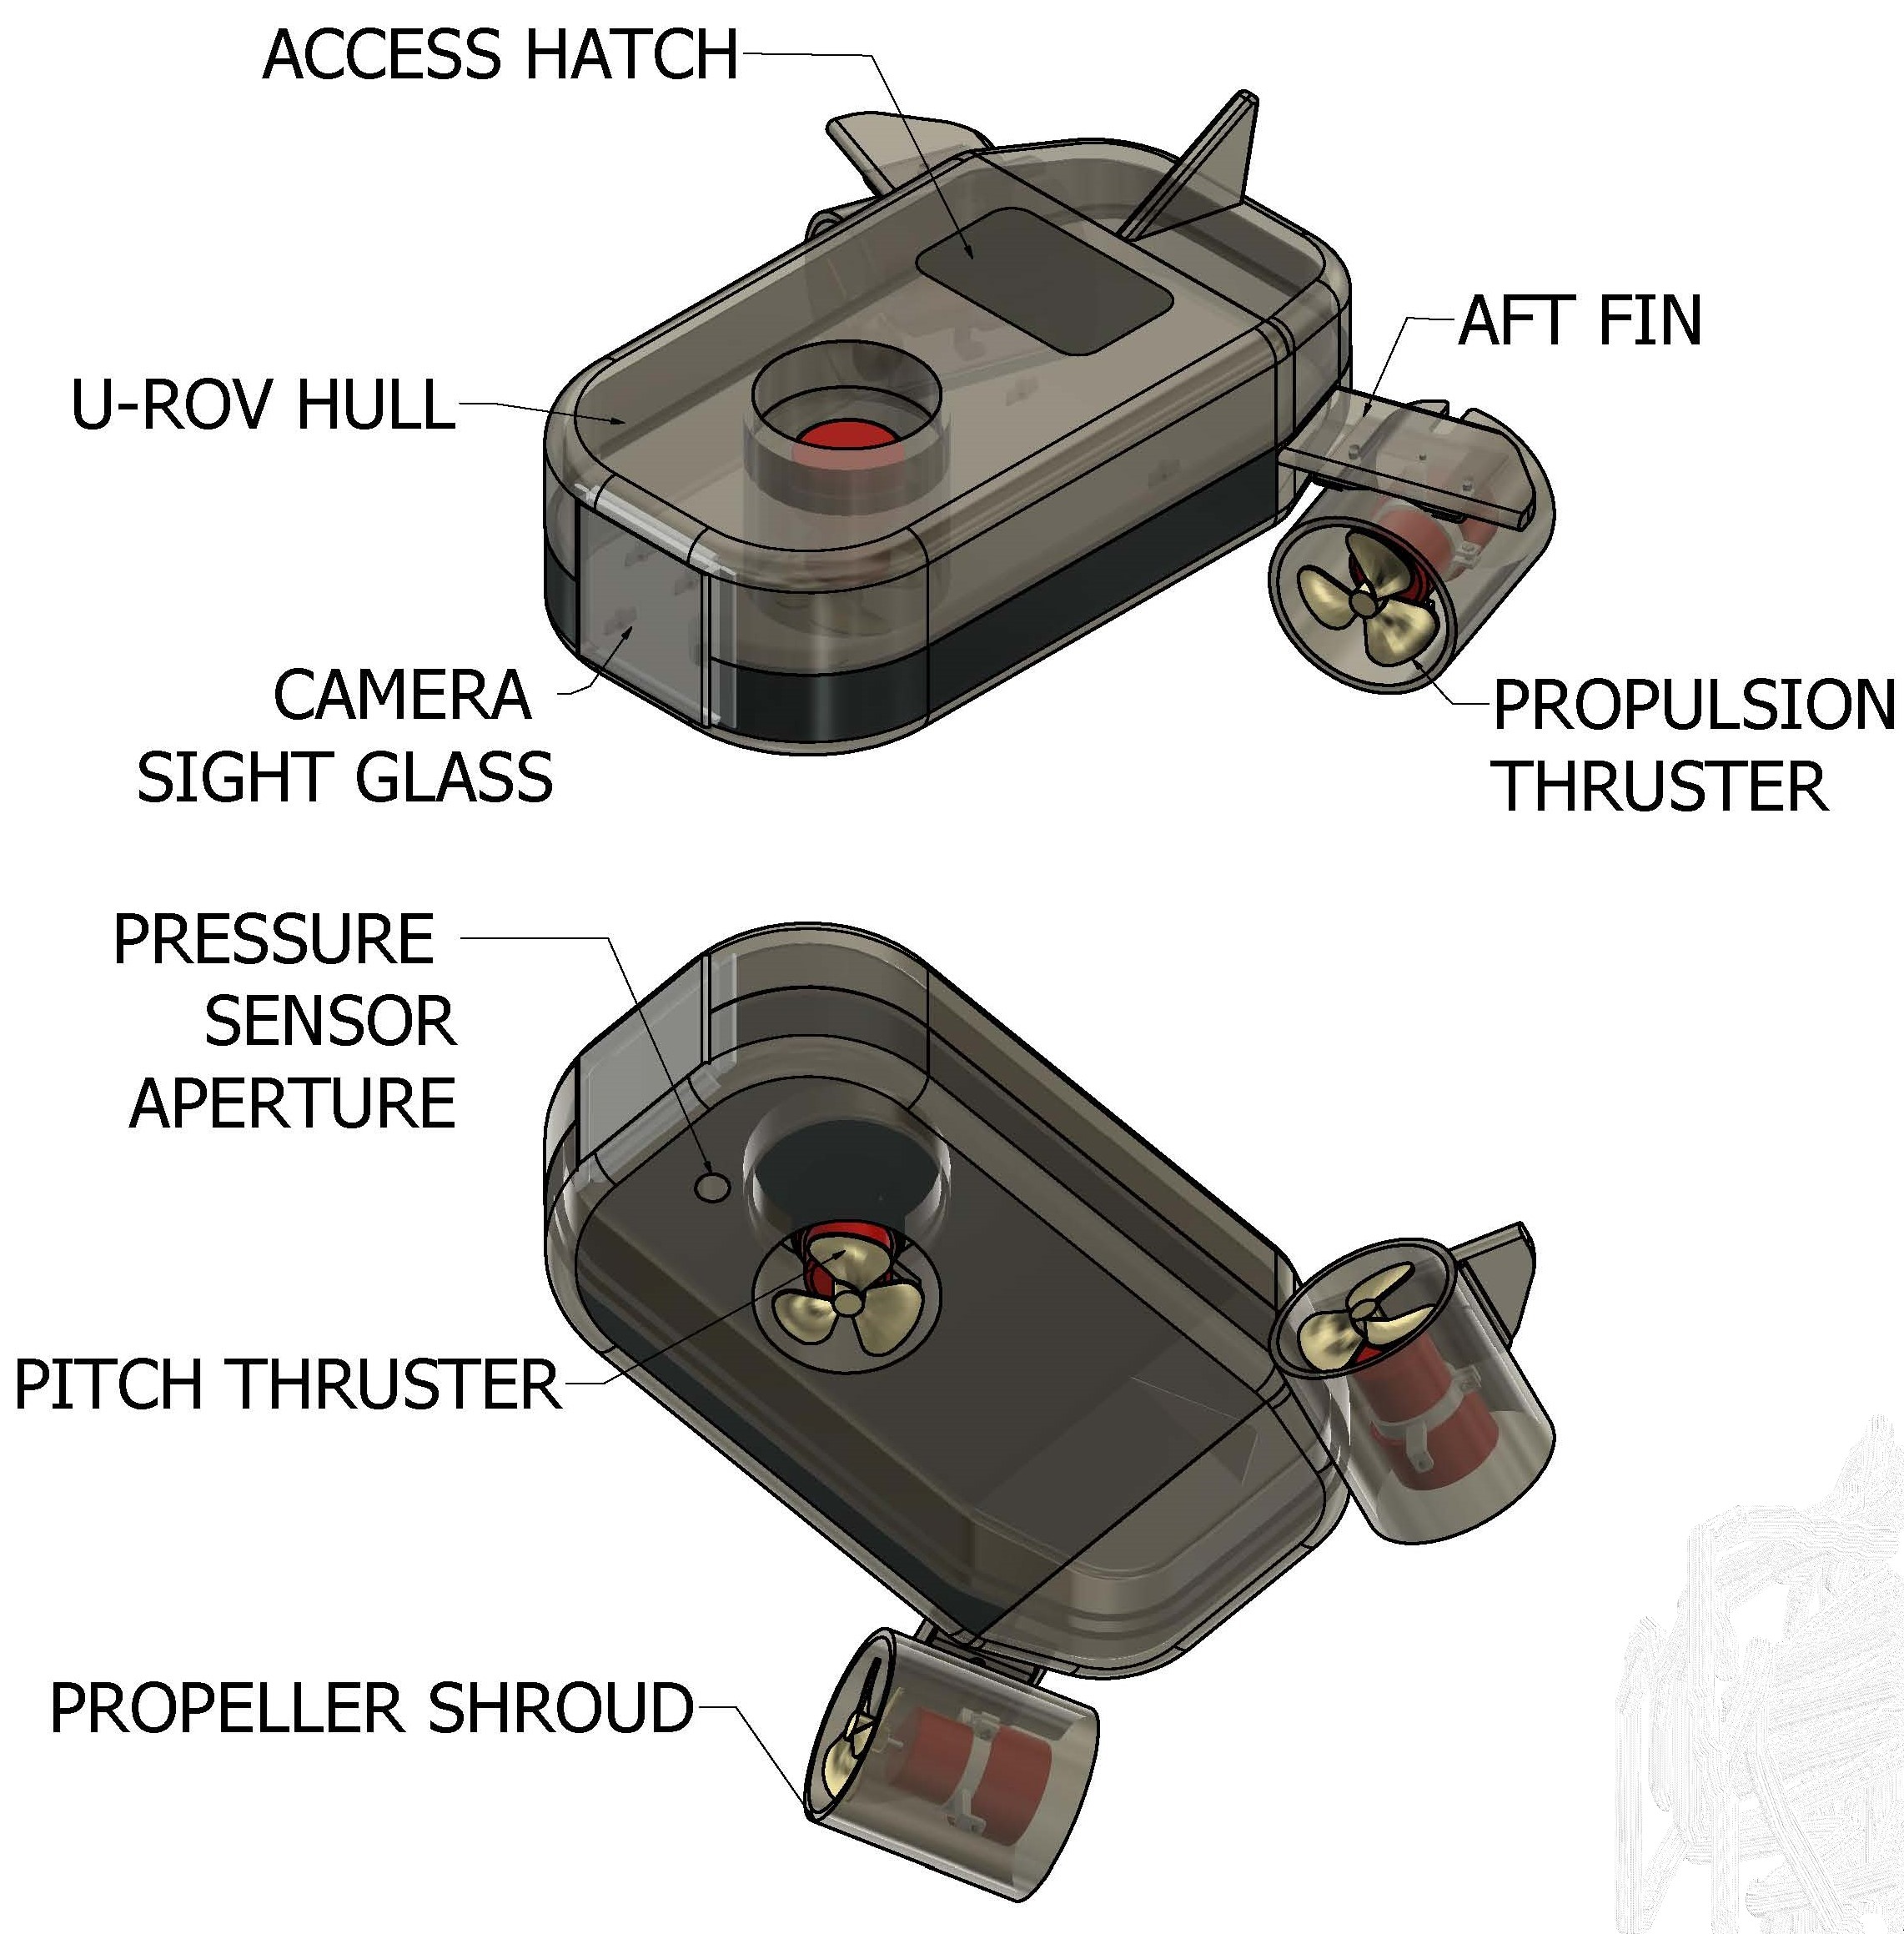 ACCESS HATCH
AFT FIN
U-ROV HULL
CAMERA
SIGHT GLASS
PROPULSION
THRUSTER
PRESSURE
SENSOR
APERTURE
PITCH THRUSTER
PROPELLER SHROUD